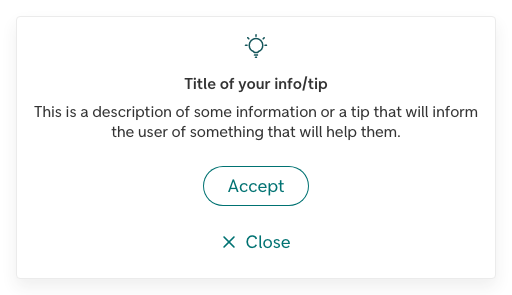 Title of your info/tip
This is a description of some information or a tip that will inform
the user of something that will help them.
Accept
Close